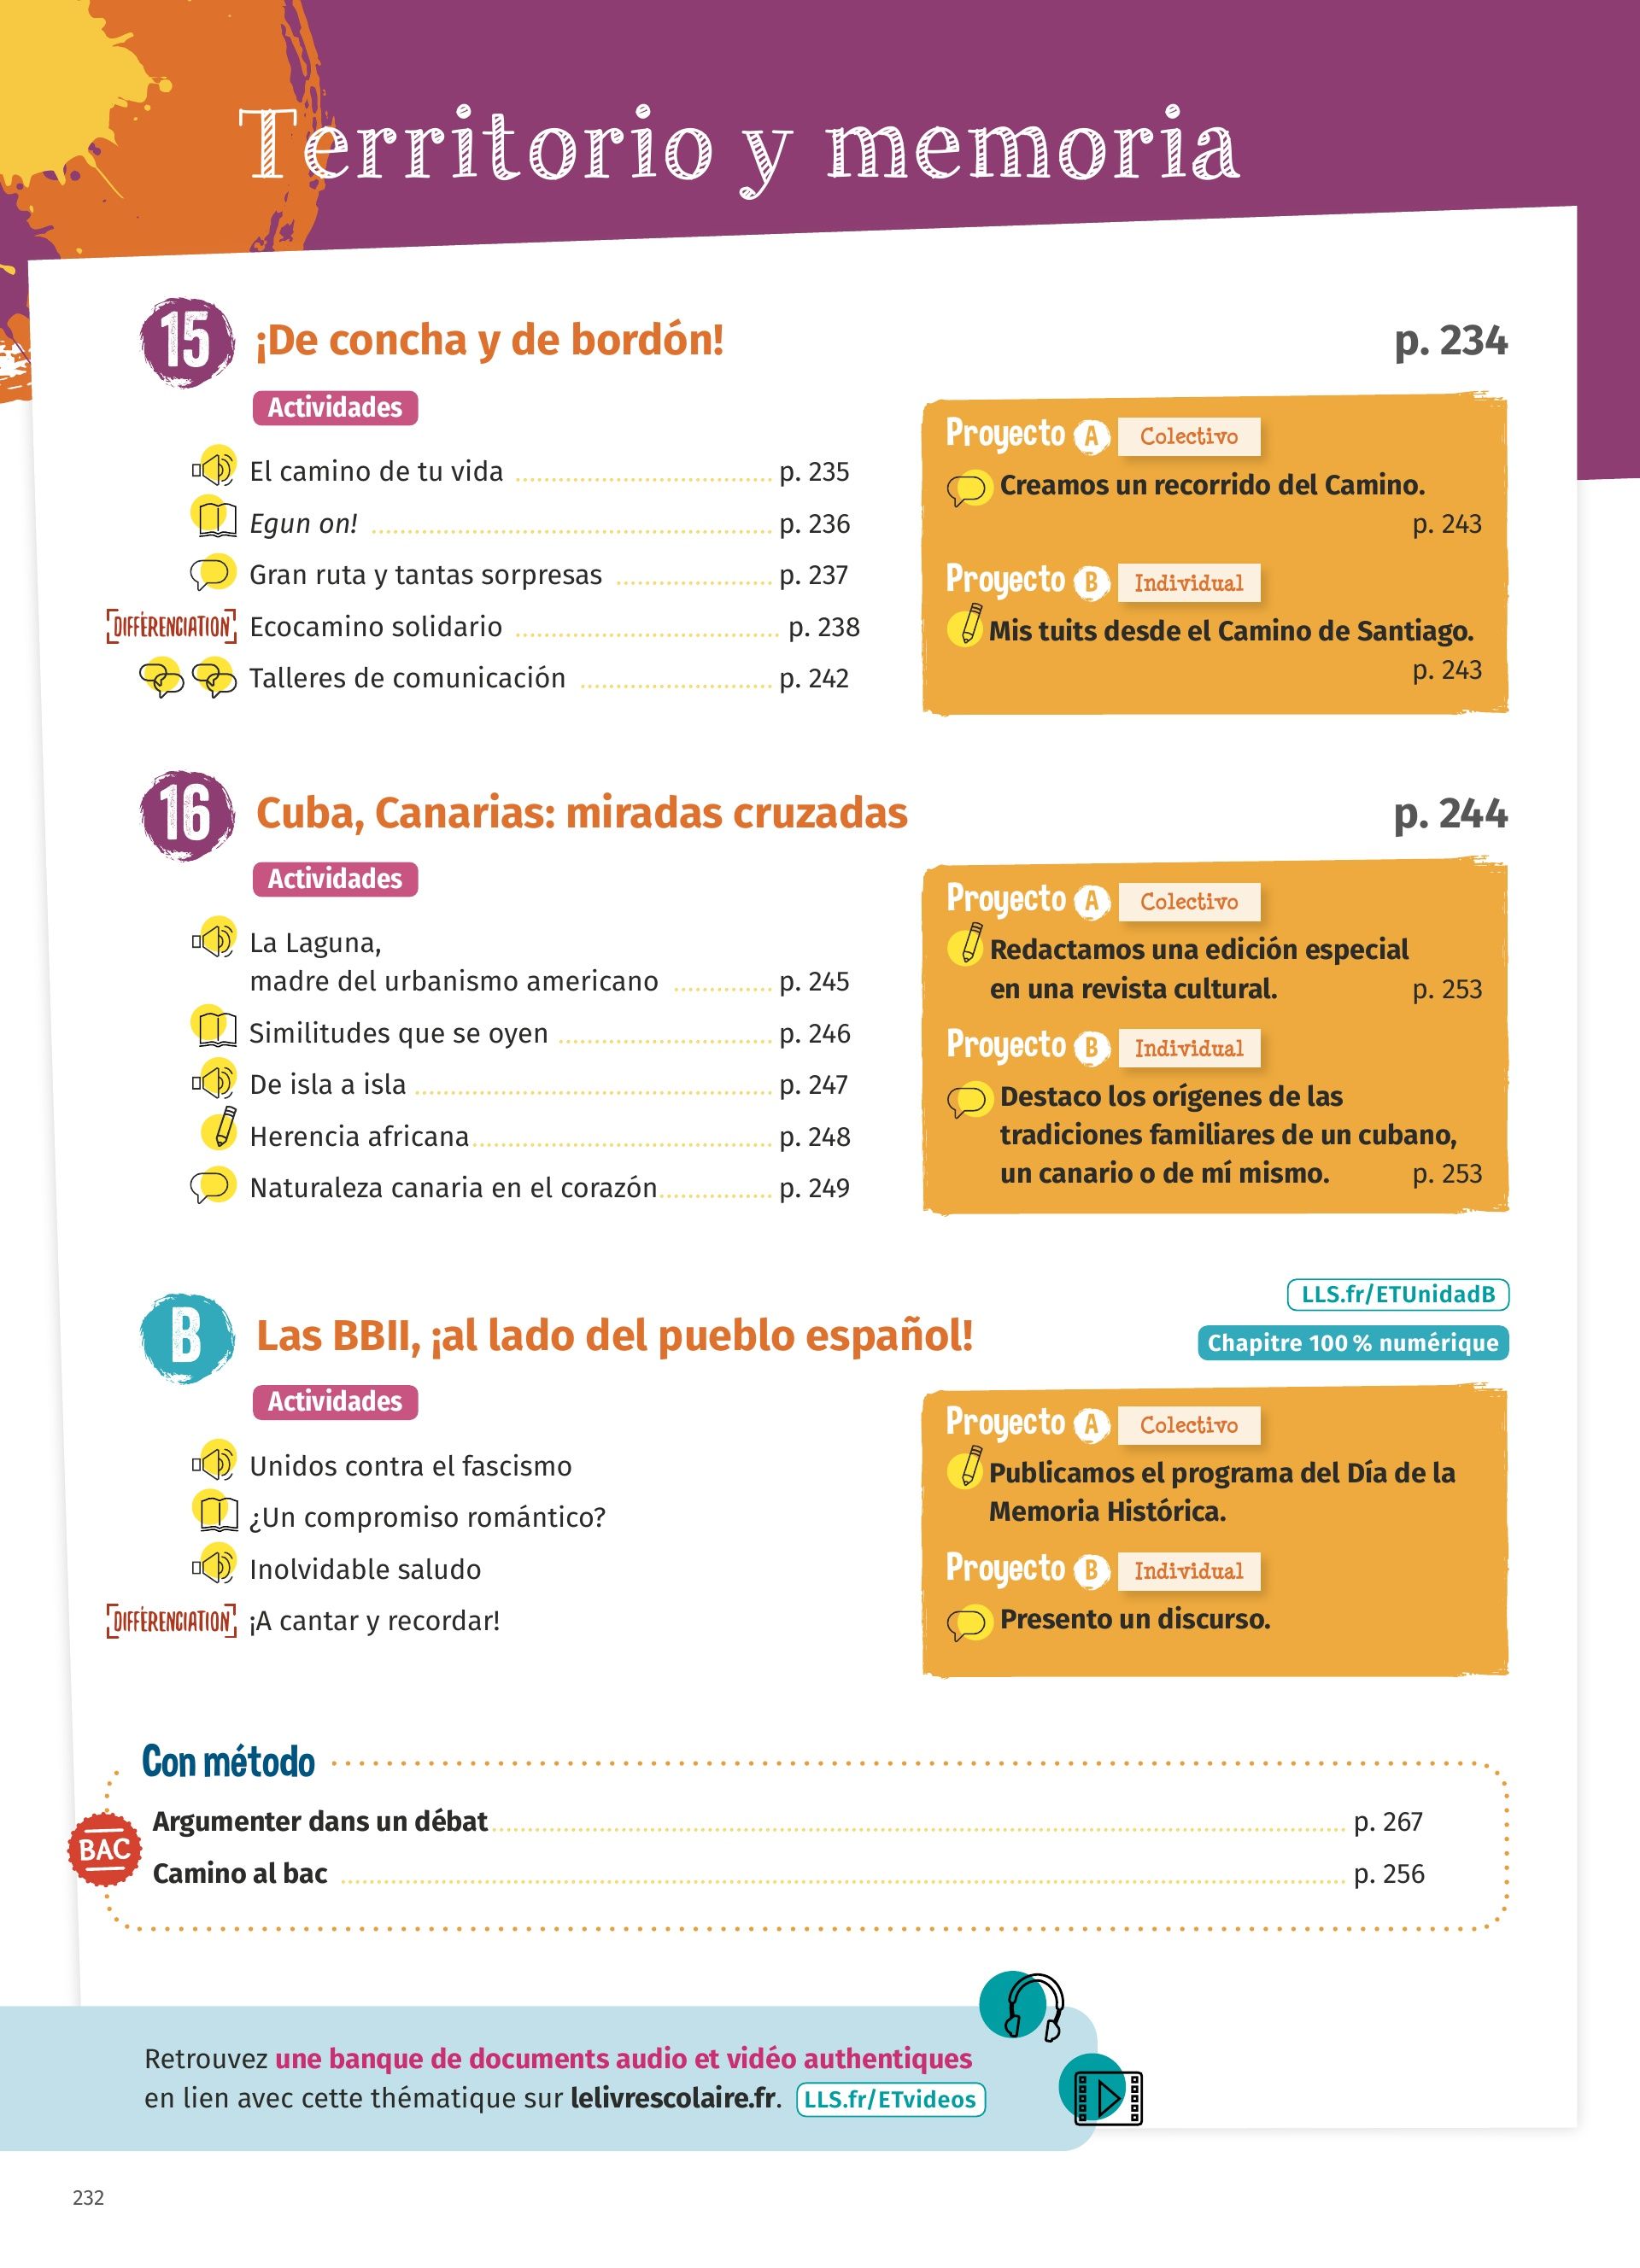 Territorio y memoria
15 ¡De concha y de bordón! p. 234
Actividades
El camino de tu vida p. 235
Egun on! p. 236
Gran ruta y tantas sorpresas p. 237
DIFFÉRENCIATION Ecocamino solidario p. 238
Talleres de comunicación p. 242
Proyecto A Colectivo
Creamos un recorrido del Camino.
p. 243
Proyecto B Individual
Mis tuits desde el Camino de Santiago.
p. 243
16 Cuba, Canarias: miradas cruzadas p. 244
Actividades
La Laguna,
madre del urbanismo americano p. 245
Similitudes que se oyen p. 246
De isla a isla p. 247
Herencia africana p. 248
Naturaleza canaria en el corazón p. 249
Proyecto A Colectivo
Redactamos una edición especial
en una revista cultural. p. 253
Proyecto B Individual
Destaco los orígenes de las
tradiciones familiares de un cubano,
un canario o de mí mismo. p. 253
LLS.fr/ETUnidadB
B Las BBII, ¡al lado del pueblo español!
Chapitre 100 % numérique
Actividades
Unidos contra el fascismo
¿Un compromiso romántico?
Inolvidable saludo
DIFFÉRENCIATION ¡A cantar y recordar!
Proyecto A Colectivo
Publicamos el programa del Día de la
Memoria Histórica.
Proyecto B Individual
Presento un discurso.
Con método
BAC
Argumenter dans un débat p. 267
Camino al bac p. 256
Retrouvez une banque de documents audio et vidéo authentiques
en lien avec cette thématique sur lelivrescolaire.fr. LLS.fr/ETvideos
232